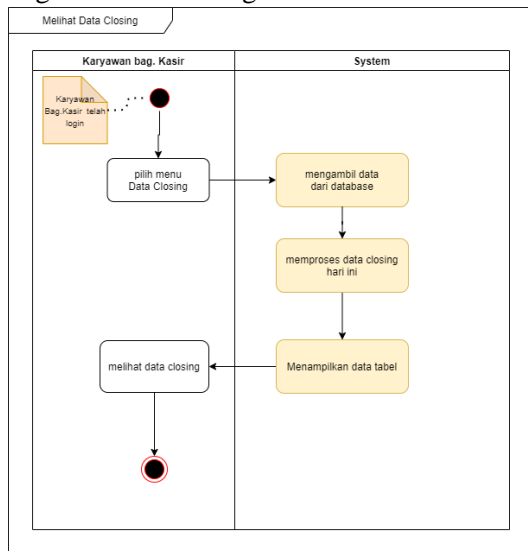 Melihat Data Closing
Karyawan bag. Kasir
System
Karyawan
Bag.Kasir telah
login
pilih menu
Data Closing
mengambil data
dari database
memproses data closing
hari ini
melihat data closing
Menampilkan data tabel